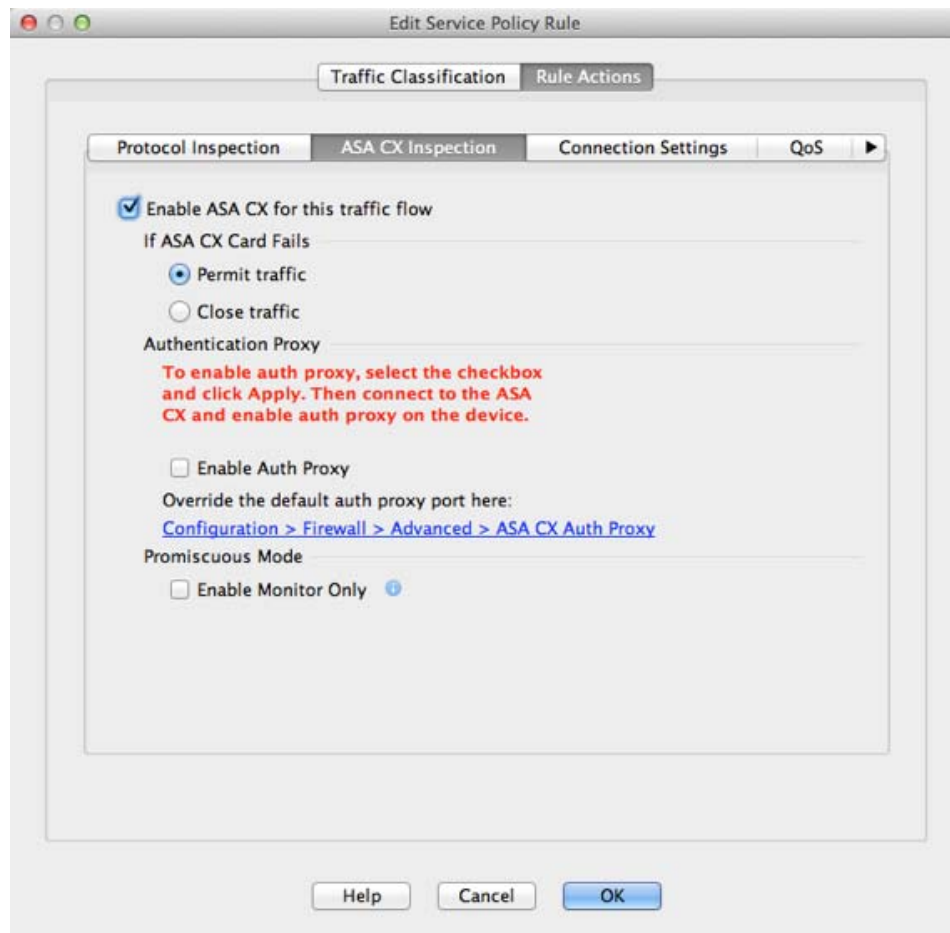 Edit Service Policy Rule
Traffic Classification Rule Actions
Protocol Inspection ASA CX Inspection Connection Settings QoS
Enable ASA CX for this traffic flow
If ASA CX Card Fails
Permit traffic
Close traffic
Authentication Proxy
To enable auth proxy, select the checkbox
and click Apply. Then connect to the ASA
CX and enable auth proxy on the device.
Enable Auth Proxy
Override the default auth proxy port here:
Configuration > Firewall > Advanced > ASA CX Auth Proxy
Promiscuous Mode
Enable Monitor Only
Help Cancel OK